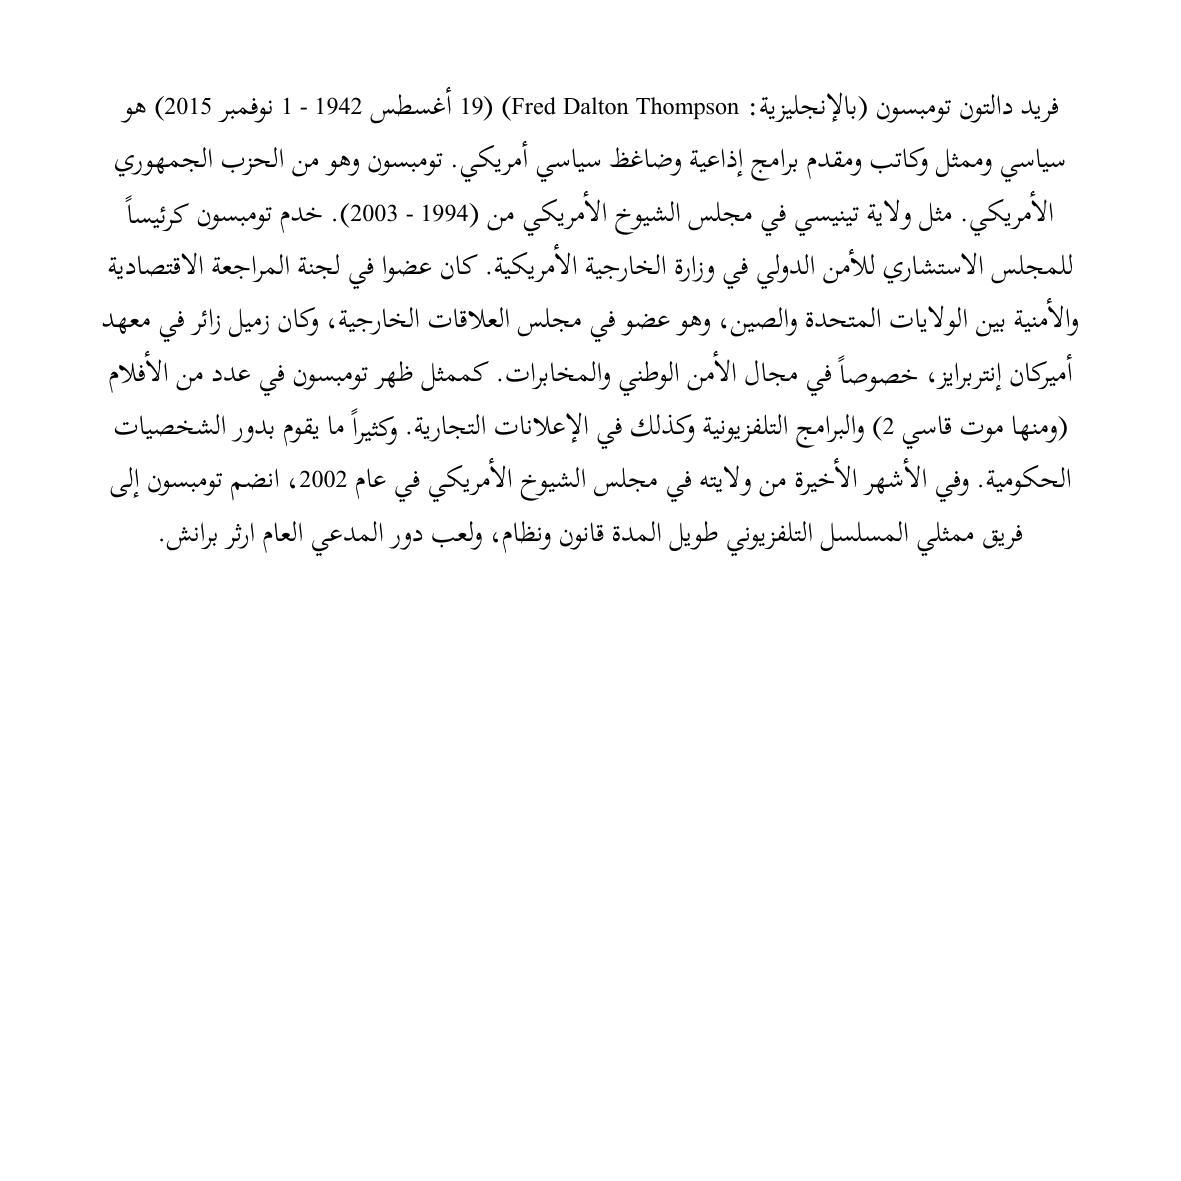 فريد دالتون تومبسون (بالإنجليزية: Fred Dalton Thompson) (19 أغسطس 1942 - 1 نوفمبر 2015) هو
سياسي وممثل وكاتب ومقدم برامج إذاعية وضاغظ سياسي أمريكي. تومبسون وهو من الحزب الجمهوري
الأمريكي. مثل ولاية تينيسي في مجلس الشيوخ الأمريكي من (1994 - 2003). خدم تومبسون كرئيساً
للمجلس الاستشاري للأمن الدولي في وزارة الخارجية الأمريكية. كان عضوا في لجنة المراجعة الاقتصادية
والأمنية بين الولايات المتحدة والصين، وهو عضو في مجلس العلاقات الخارجية، وكان زميل زائر في معهد
أميركان إنتربرايز، خصوصاً في مجال الأمن الوطني والمخابرات. كممثل ظهر تومبسون في عدد من الأفلام
(ومنها موت قاسي 2) والبرامج التلفزيونية وكذلك في الإعلانات التجارية. وكثيراً ما يقوم بدور الشخصيات
الحكومية. وفي الأشهر الأخيرة من ولايته في مجلس الشيوخ الأمريكي في عام 2002، انضم تومبسون إلى
فريق ممثلي المسلسل التلفزيوني طويل المدة قانون ونظام، ولعب دور المدعي العام ارثر برانش.